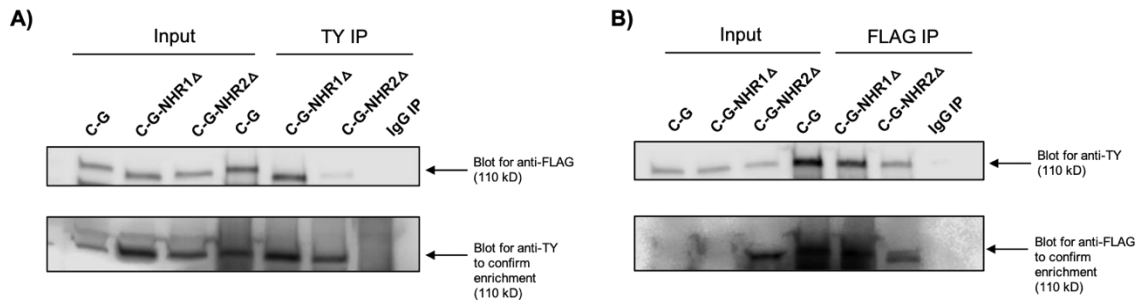 A)
Input
TY IP
C-G
C-G-NHR1Δ
C-G-NHR2Δ
C-G
C-G-NHR1Δ
C-G-NHR2Δ
IgG IP
Blot for anti-FLAG
(110 kD)
Blot for anti-TY
to confirm
enrichment
(110 kD)
B)
Input
FLAG IP
C-G
C-G-NHR1Δ
C-G-NHR2Δ
C-G
C-G-NHR1Δ
C-G-NHR2Δ
IgG IP
Blot for anti-TY
(110 kD)
Blot for anti-FLAG
to confirm
enrichment
(110 kD)